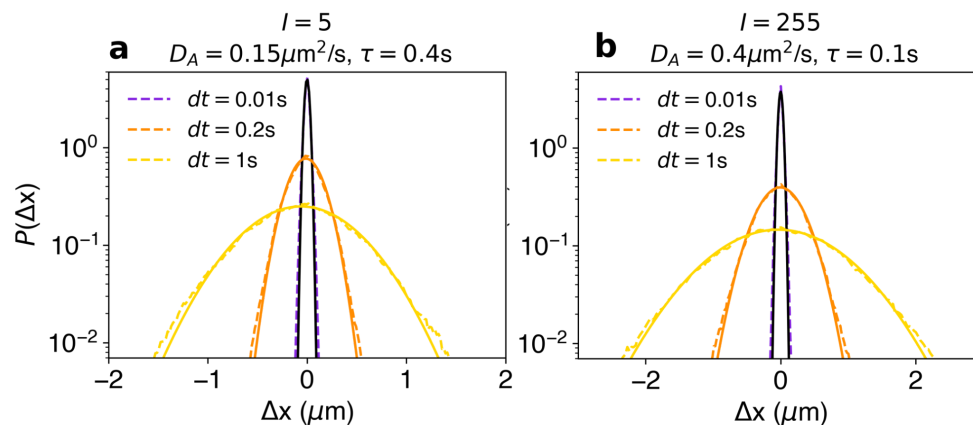 I = 5
a
D_A = 0.15μm²/s, τ = 0.4s
dt = 0.01s
dt = 0.2s
dt = 1s
P(Δx)
10⁰
10⁻¹
10⁻²
−2 −1 0 1 2
Δx (μm)
I = 255
b
D_A = 0.4μm²/s, τ = 0.1s
dt = 0.01s
dt = 0.2s
dt = 1s
10⁰
10⁻¹
10⁻²
−2 0 2
Δx (μm)